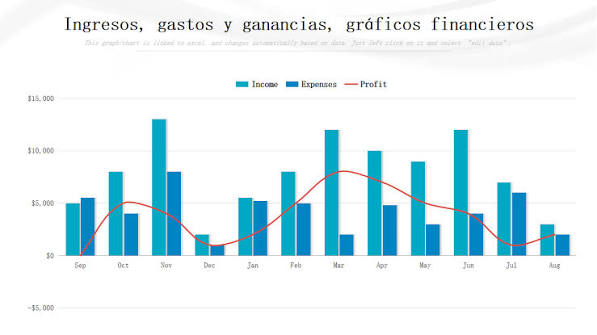 Ingresos, gastos y ganancias, gráficos financieros
This graph/chart is linked to excel, and changes automatically based on data. Just left click on it and select "edit data".
Income Expenses Profit
$15,000
$10,000
$5,000
$0
Sep Oct Nov Dec Jan Feb Mar Apr May Jun Jul Aug
-$5,000